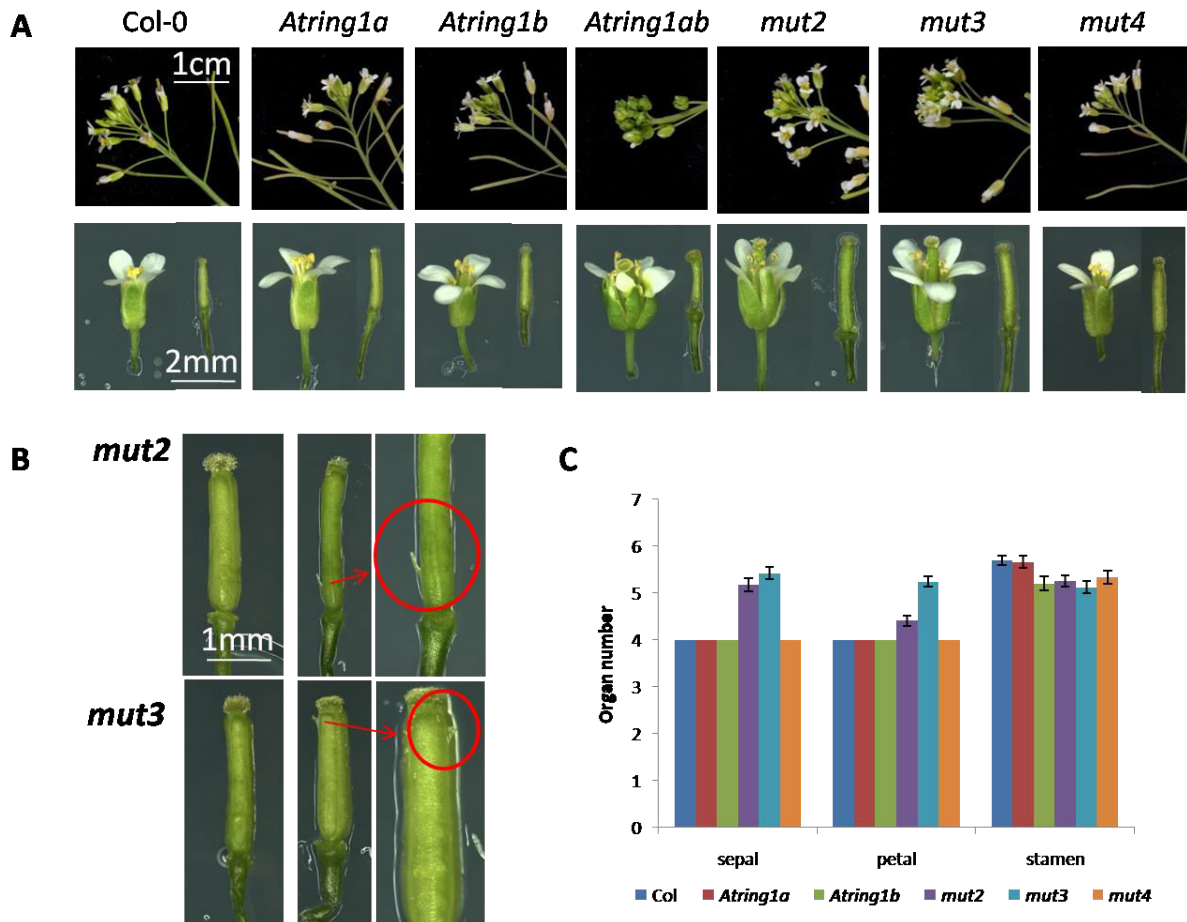 A
Col-0 Atring1a Atring1b Atring1ab mut2 mut3 mut4
1cm
2mm
B
mut2
1mm
mut3
C
Organ number
7
6
5
4
3
2
1
0
sepal petal stamen
Col Atring1a Atring1b mut2 mut3 mut4